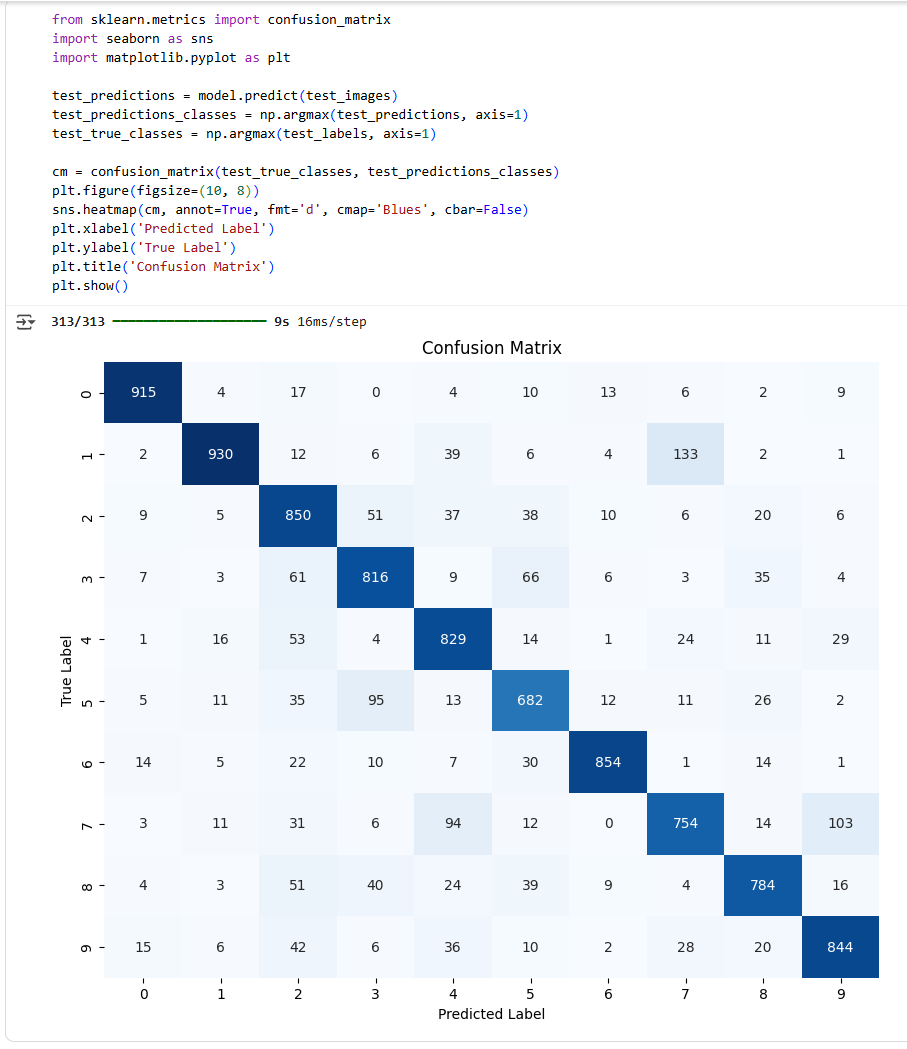 from sklearn.metrics import confusion_matrix
import seaborn as sns
import matplotlib.pyplot as plt
test_predictions = model.predict(test_images)
test_predictions_classes = np.argmax(test_predictions, axis=1)
test_true_classes = np.argmax(test_labels, axis=1)
cm = confusion_matrix(test_true_classes, test_predictions_classes)
plt.figure(figsize=(10, 8))
sns.heatmap(cm, annot=True, fmt='d', cmap='Blues', cbar=False)
plt.xlabel('Predicted Label')
plt.ylabel('True Label')
plt.title('Confusion Matrix')
plt.show()
313/313 9s 16ms/step
Confusion Matrix
0 915 4 17 0 4 10 13 6 2 9
1 2 930 12 6 39 6 4 133 2 1
2 9 5 850 51 37 38 10 6 20 6
3 7 3 61 816 9 66 6 3 35 4
4 1 16 53 4 829 14 1 24 11 29
5 5 11 35 95 13 682 12 11 26 2
6 14 5 22 10 7 30 854 1 14 1
7 3 11 31 6 94 12 0 754 14 103
8 4 3 51 40 24 39 9 4 784 16
9 15 6 42 6 36 10 2 28 20 844
True Label
0 1 2 3 4 5 6 7 8 9
Predicted Label